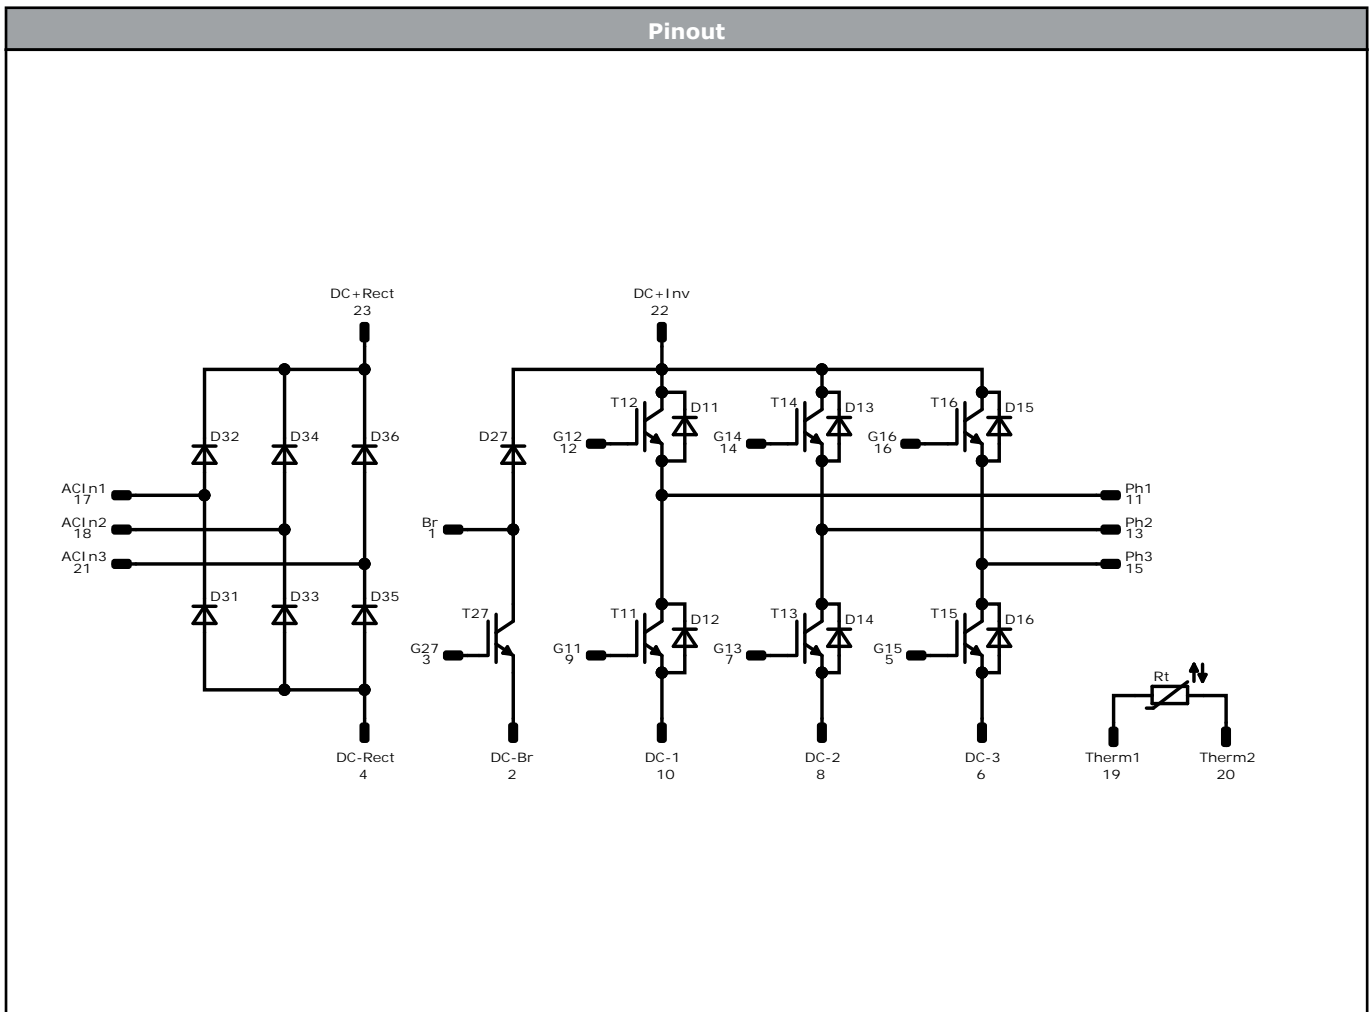 Pinout
DC+Rect
23
DC+Inv
22
T12
D11
T14
D13
T16
D15
D32
D34
D36
D27
G12
12
G14
14
G16
16
ACIn1
17
Ph1
11
ACIn2
18
Br
1
Ph2
13
ACIn3
21
Ph3
15
D31
D33
D35
T27
T11
D12
T13
D14
T15
D16
G27
3
G11
9
G13
7
G15
5
Rt
DC-Rect
4
DC-Br
2
DC-1
10
DC-2
8
DC-3
6
Therm1
19
Therm2
20